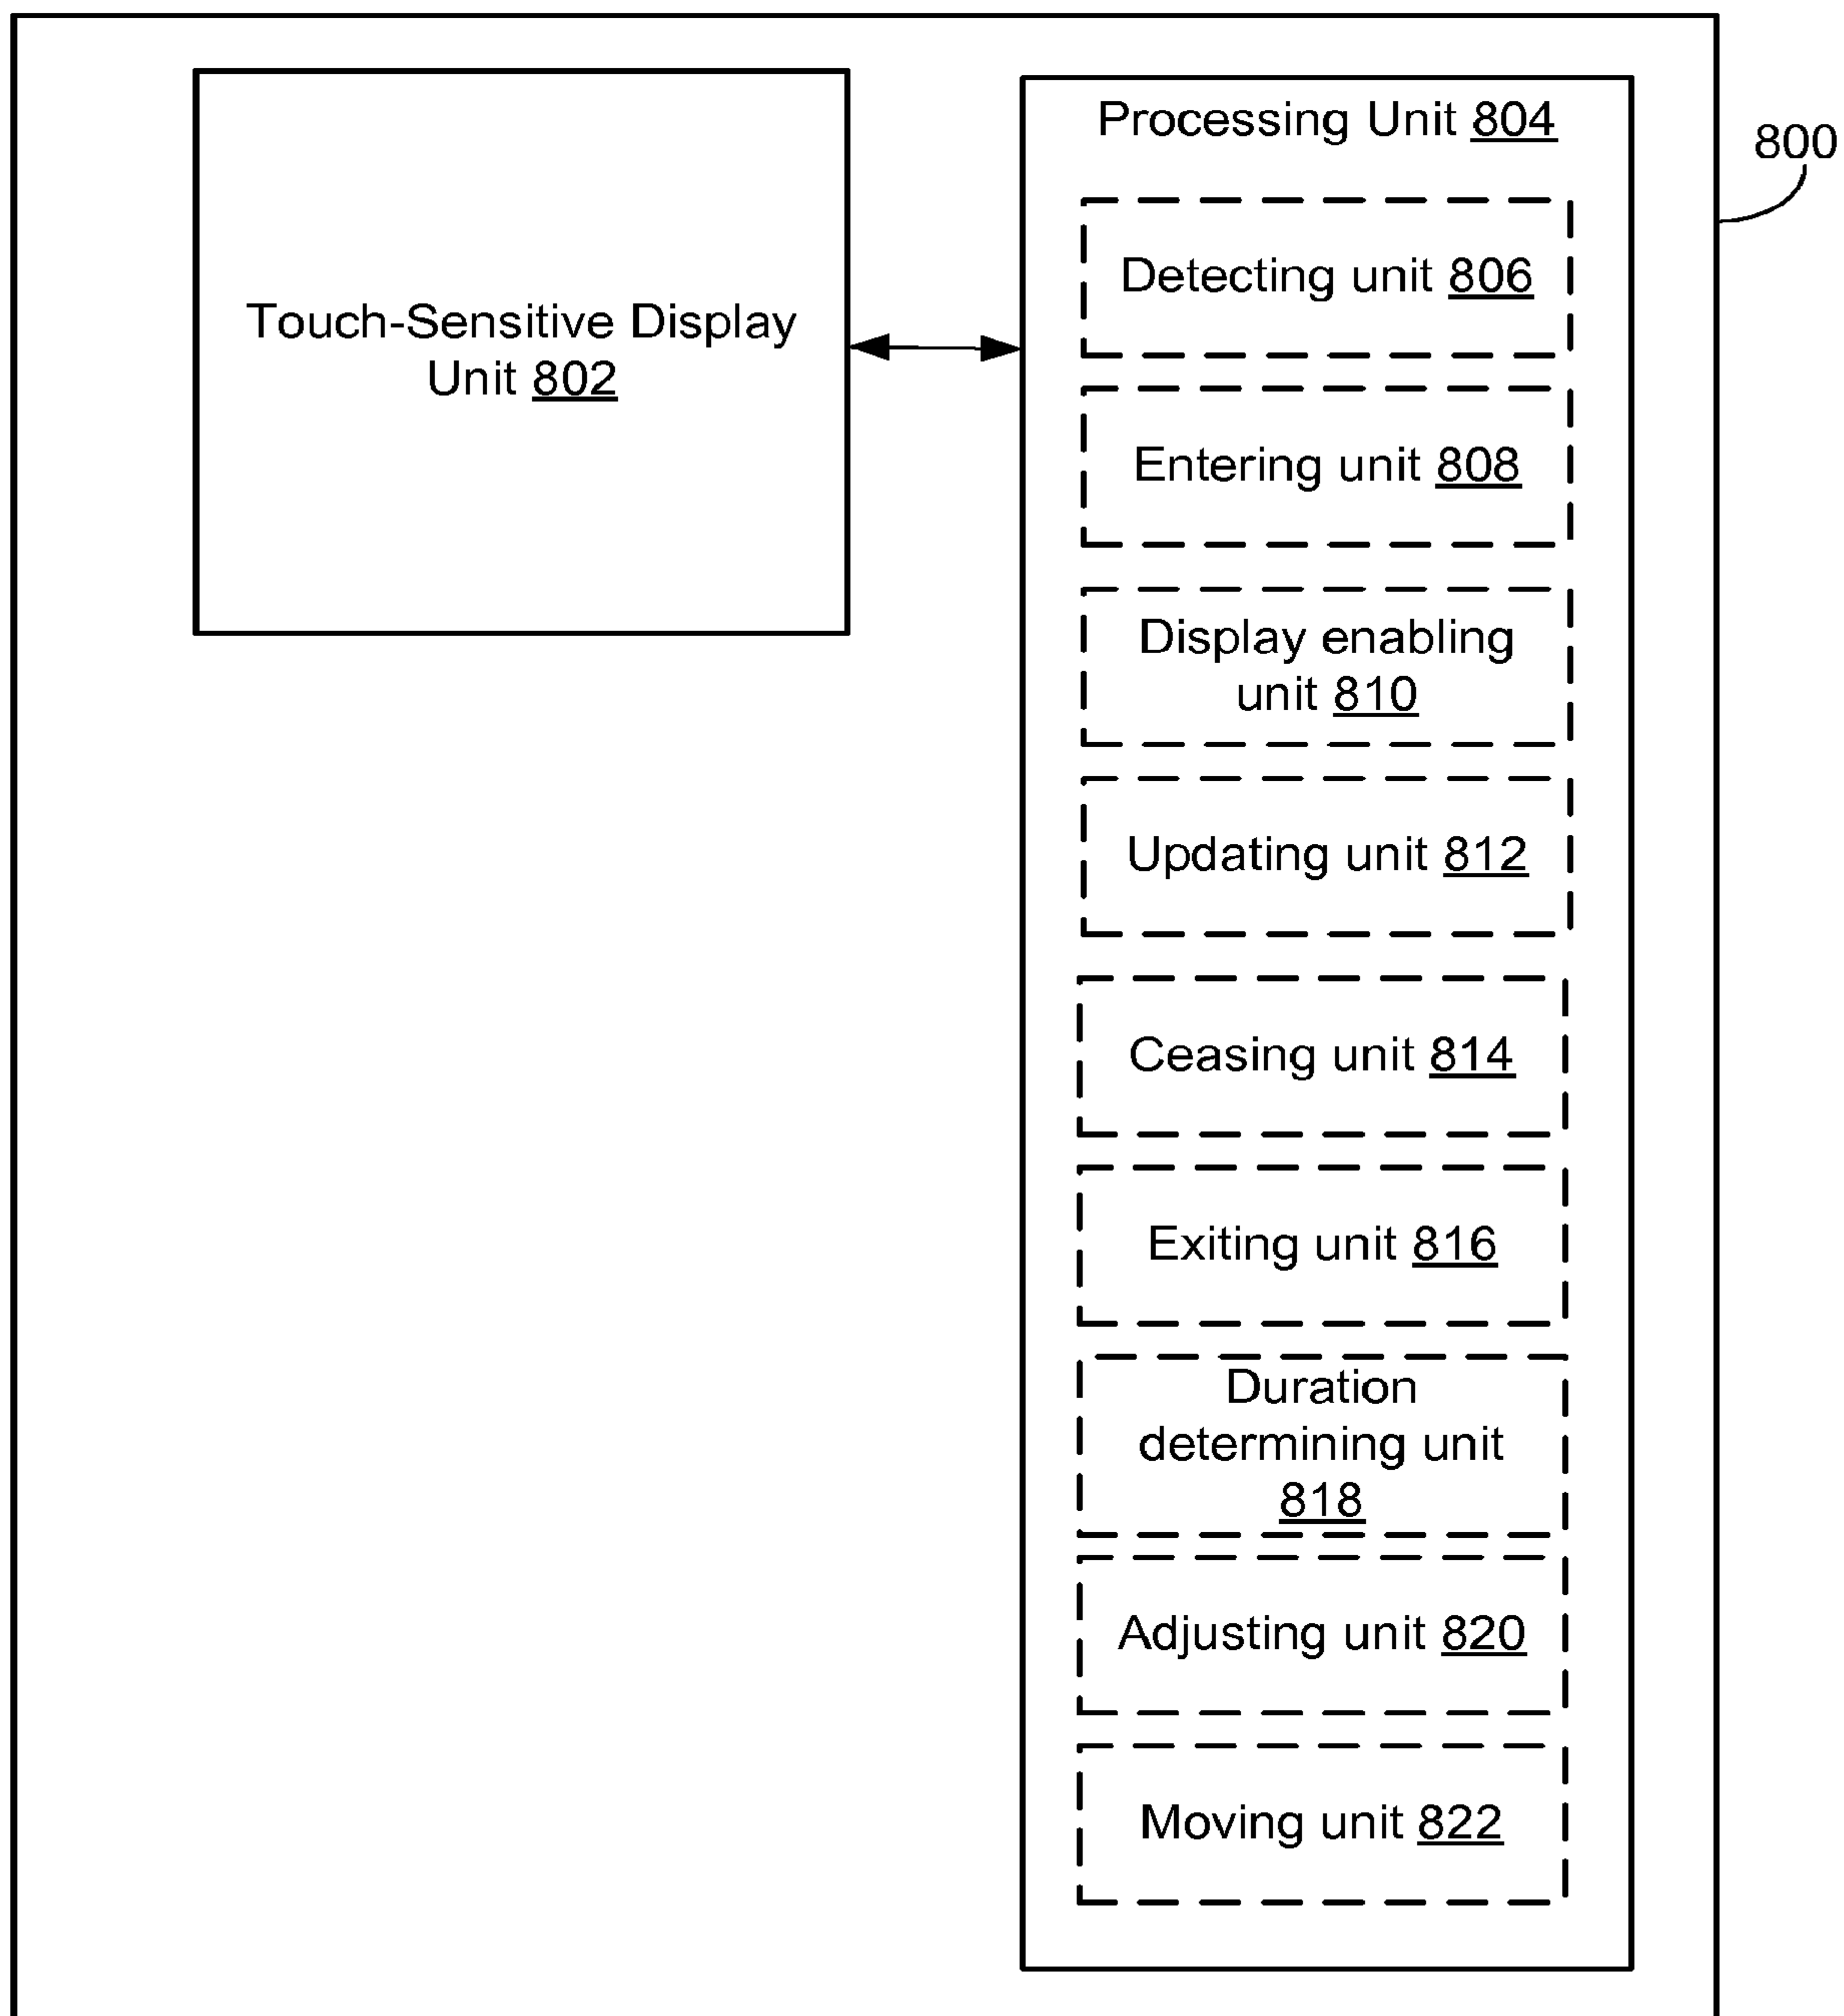 Touch-Sensitive Display
Unit 802
Processing Unit 804
800
Detecting unit 806
Entering unit 808
Display enabling
unit 810
Updating unit 812
Ceasing unit 814
Exiting unit 816
Duration
determining unit
818
Adjusting unit 820
Moving unit 822